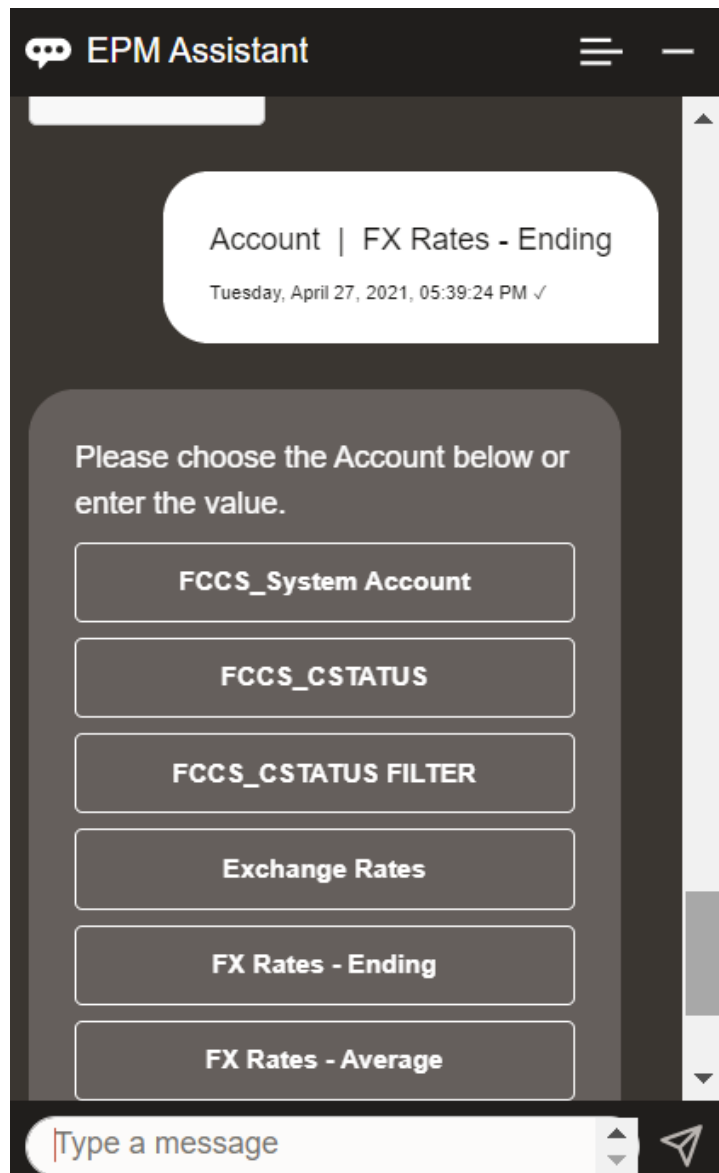 EPM Assistant
Account | FX Rates - Ending
Tuesday, April 27, 2021, 05:39:24 PM ✓
Please choose the Account below or
enter the value.
FCCS_System Account
FCCS_CSTATUS
FCCS_CSTATUS FILTER
Exchange Rates
FX Rates - Ending
FX Rates - Average
Type a message